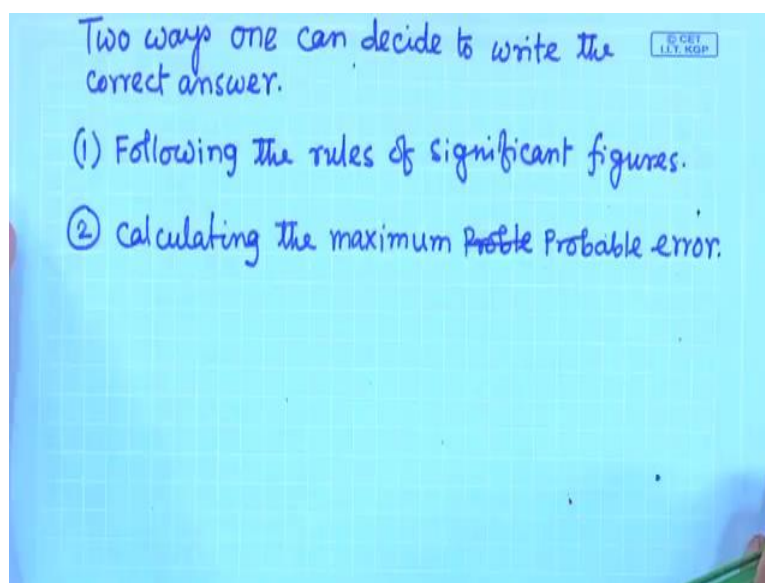 Two ways one can decide to write the
© CET
I.I.T. KGP
correct answer.
(1) Following the rules of significant figures.
(2) Calculating the maximum Proble Probable error.